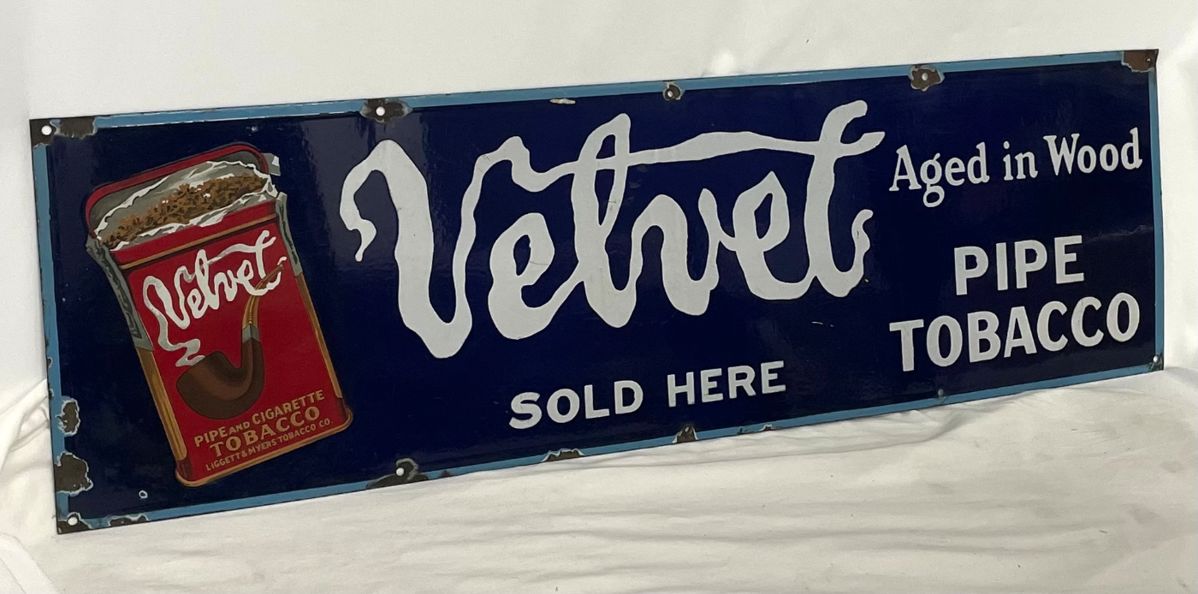 Velvet
PIPE AND CIGARETTE
TOBACCO
LIGGETT & MYERS TOBACCO CO.
Velvet
SOLD HERE
Aged in Wood
PIPE
TOBACCO